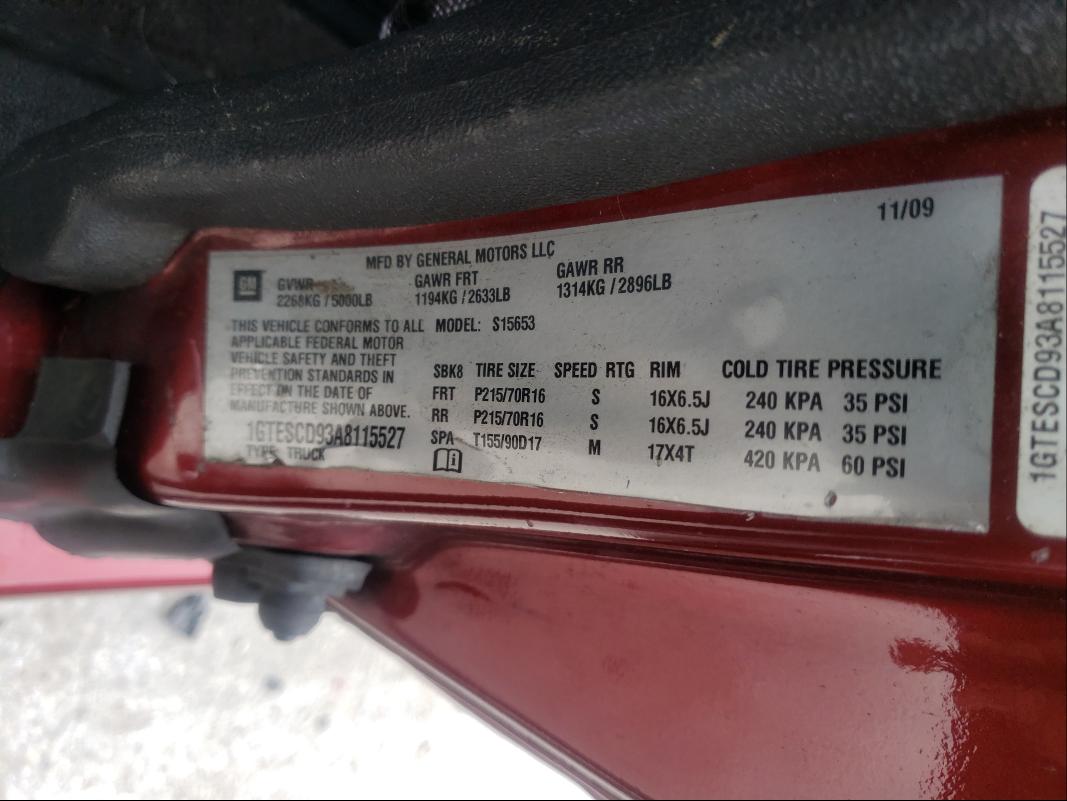 11/09
MFD BY GENERAL MOTORS LLC
GM
GVWR GAWR FRT GAWR RR
2268KG / 5000LB 1194KG / 2633LB 1314KG / 2896LB
THIS VEHICLE CONFORMS TO ALL
APPLICABLE FEDERAL MOTOR
VEHICLE SAFETY AND THEFT
PREVENTION STANDARDS IN
EFFECT ON THE DATE OF
MANUFACTURE SHOWN ABOVE.
1GTESCD93A8115527
TYPE: TRUCK
MODEL: S15653
SBK8 TIRE SIZE SPEED RTG RIM COLD TIRE PRESSURE
FRT P215/70R16 S 16X6.5J 240 KPA 35 PSI
RR P215/70R16 S 16X6.5J 240 KPA 35 PSI
SPA T155/90D17 M 17X4T 420 KPA 60 PSI
1GTESCD93A8115527